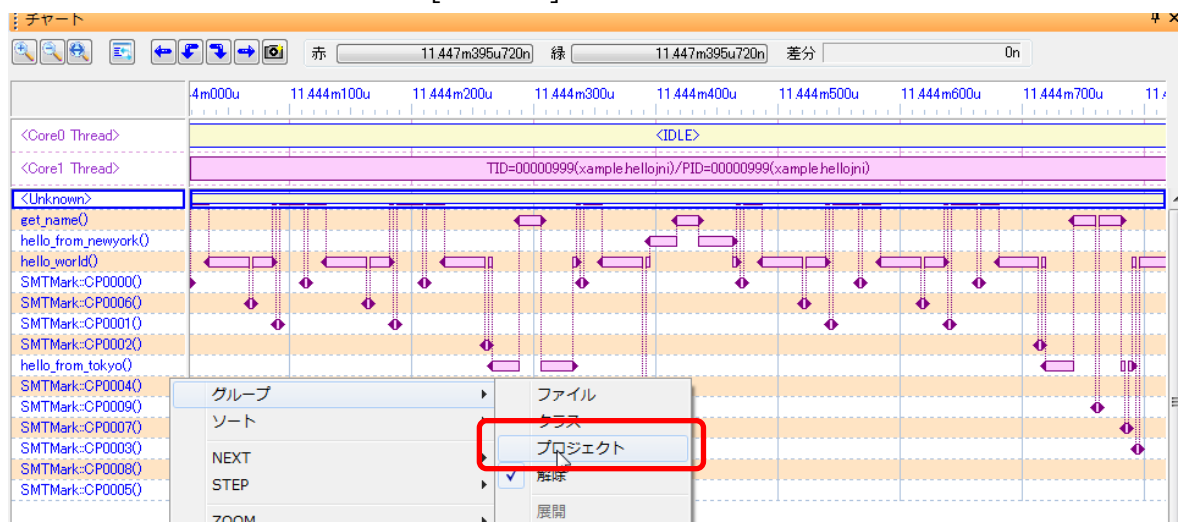 [ ]
チャート
赤 11.447m395u720n 緑 11.447m395u720n 差分 0n
4m000u 11.444m100u 11.444m200u 11.444m300u 11.444m400u 11.444m500u 11.444m600u 11.444m700u 11.4
<Core0 Thread> <IDLE>
<Core1 Thread> TID=00000999(xample.hellojni)/PID=00000999(xample.hellojni)
<Unknown>
get_name()
hello_from_newyork()
hello_world()
SMTMark::CP0000()
SMTMark::CP0006()
SMTMark::CP0001()
SMTMark::CP0002()
hello_from_tokyo()
SMTMark::CP0004()
SMTMark::CP0009()
SMTMark::CP0007()
SMTMark::CP0003()
SMTMark::CP0008()
SMTMark::CP0005()
グループ
ソート
NEXT
STEP
ZOOM
ファイル
クラス
プロジェクト
解除
展開